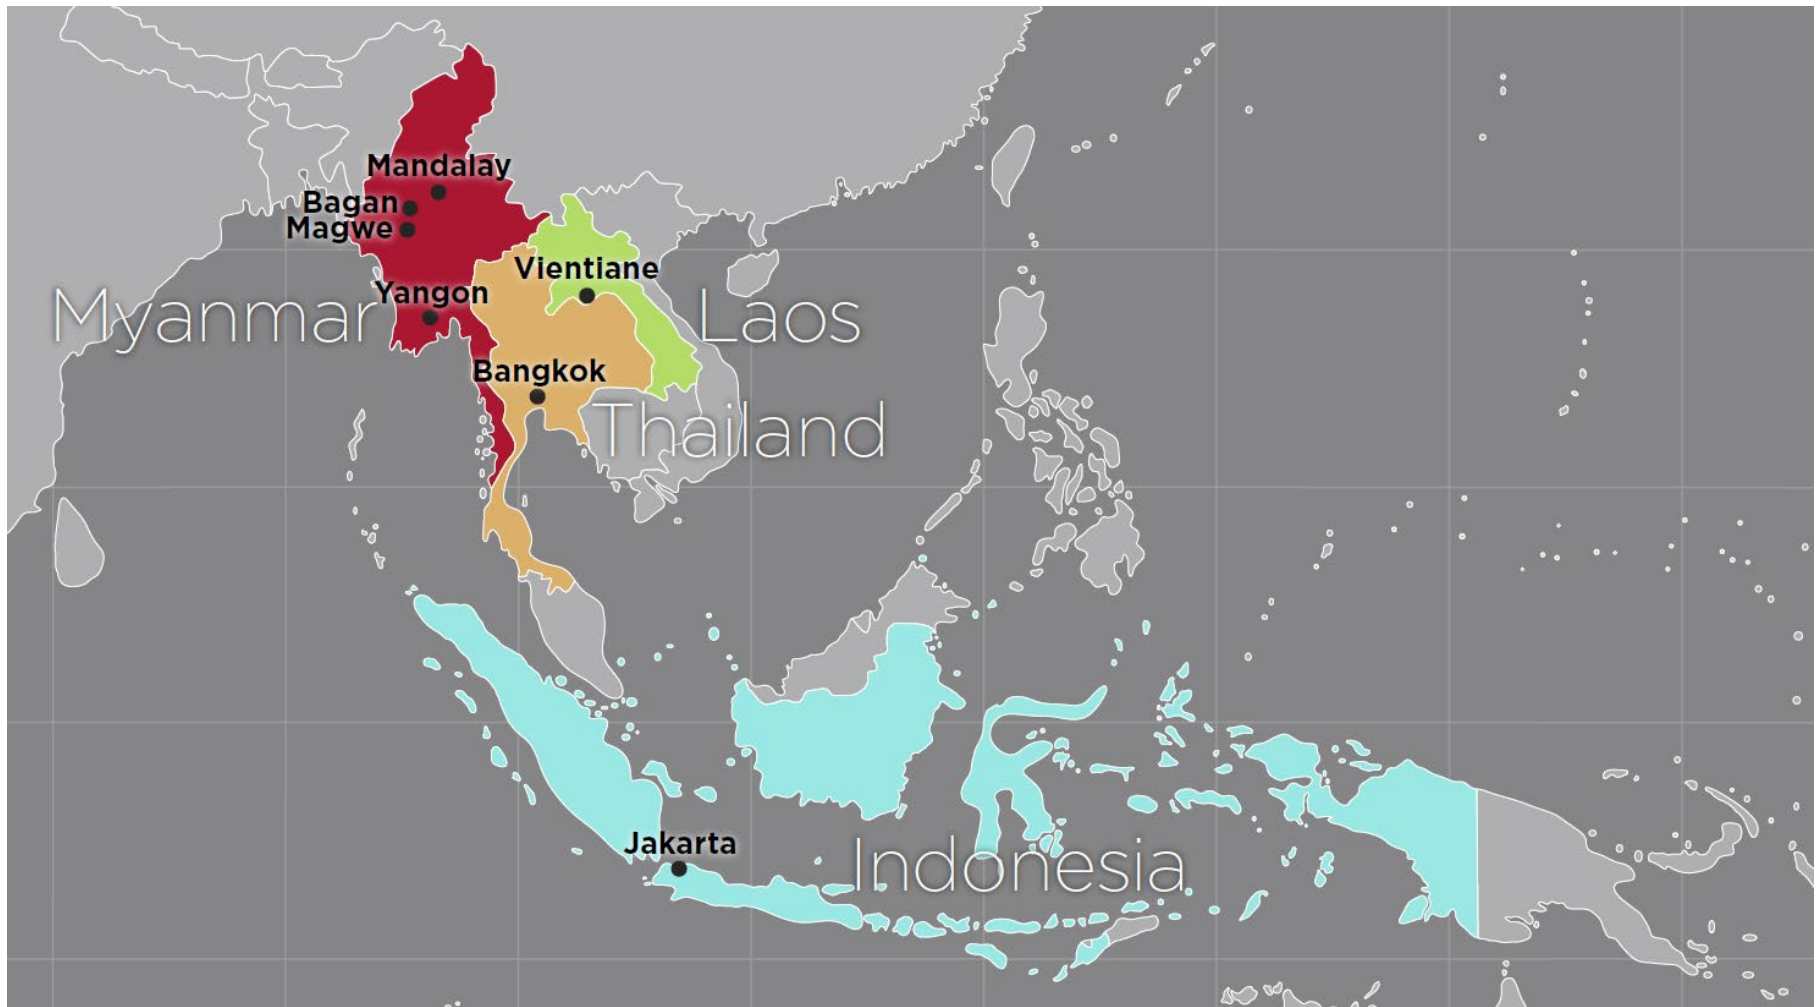 Mandalay
Bagan
Magwe
Vientiane
Yangon
Myanmar
Laos
Bangkok
Thailand
Jakarta
Indonesia